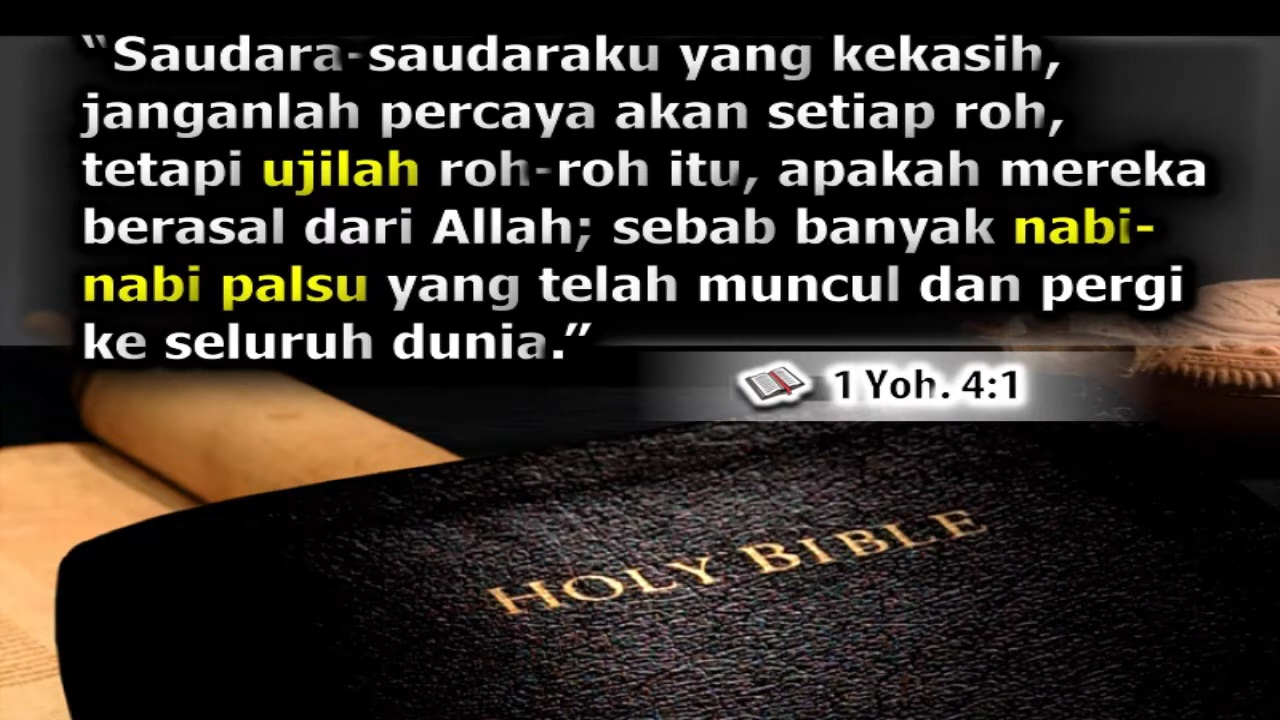 “Saudara-saudaraku yang kekasih,
janganlah percaya akan setiap roh,
tetapi ujilah roh-roh itu, apakah mereka
berasal dari Allah; sebab banyak nabi-
nabi palsu yang telah muncul dan pergi
ke seluruh dunia.”
1 Yoh. 4:1
HOLY BIBLE